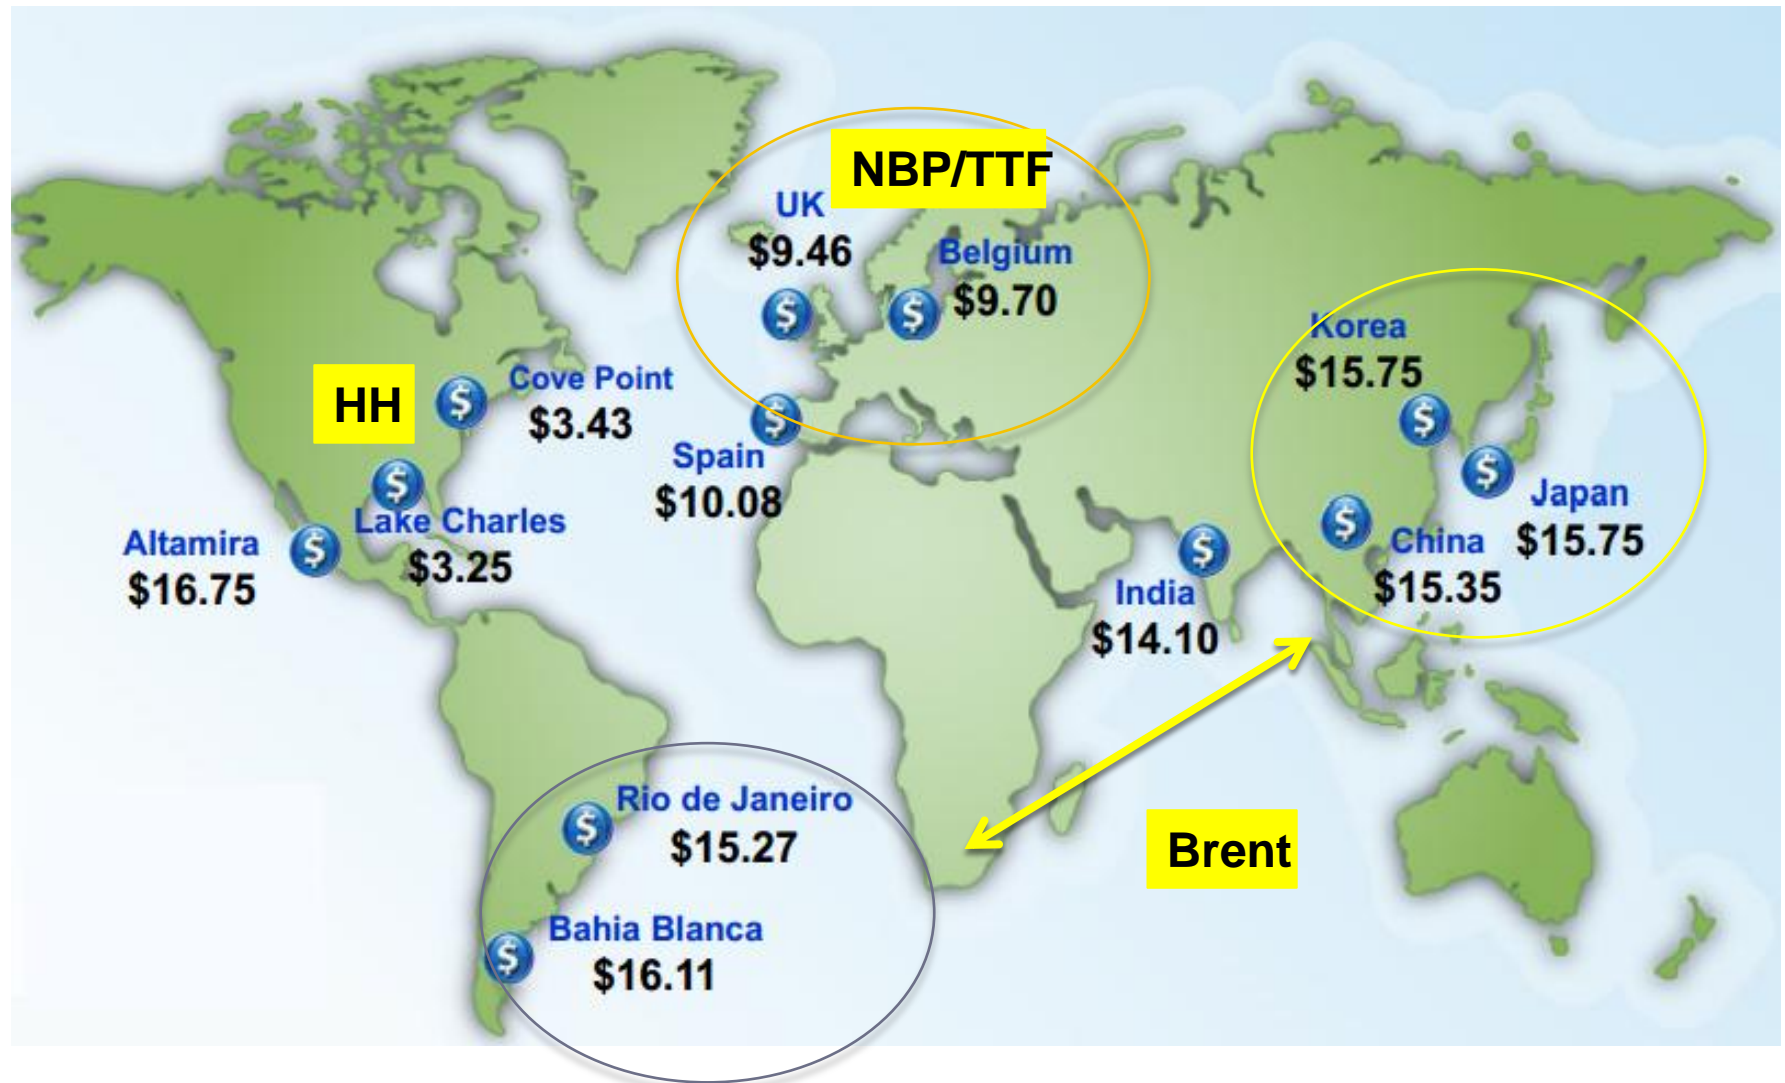 NBP/TTF
UK
$9.46
Belgium
$9.70
Korea
$15.75
HH
Cove Point
$3.43
Spain
$10.08
Japan
$15.75
China
$15.35
Altamira
$16.75
Lake Charles
$3.25
India
$14.10
Rio de Janeiro
$15.27
Brent
Bahia Blanca
$16.11